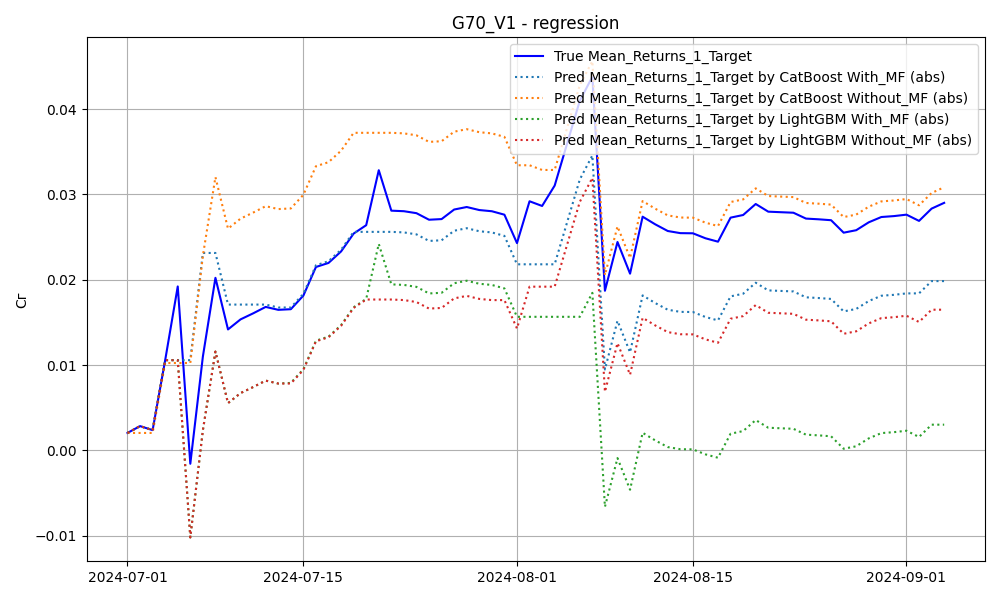 G70_V1 - regression
True Mean_Returns_1_Target
Pred Mean_Returns_1_Target by CatBoost With_MF (abs)
Pred Mean_Returns_1_Target by CatBoost Without_MF (abs)
Pred Mean_Returns_1_Target by LightGBM With_MF (abs)
Pred Mean_Returns_1_Target by LightGBM Without_MF (abs)
Cr
0.04
0.03
0.02
0.01
0.00
−0.01
2024-07-01
2024-07-15
2024-08-01
2024-08-15
2024-09-01